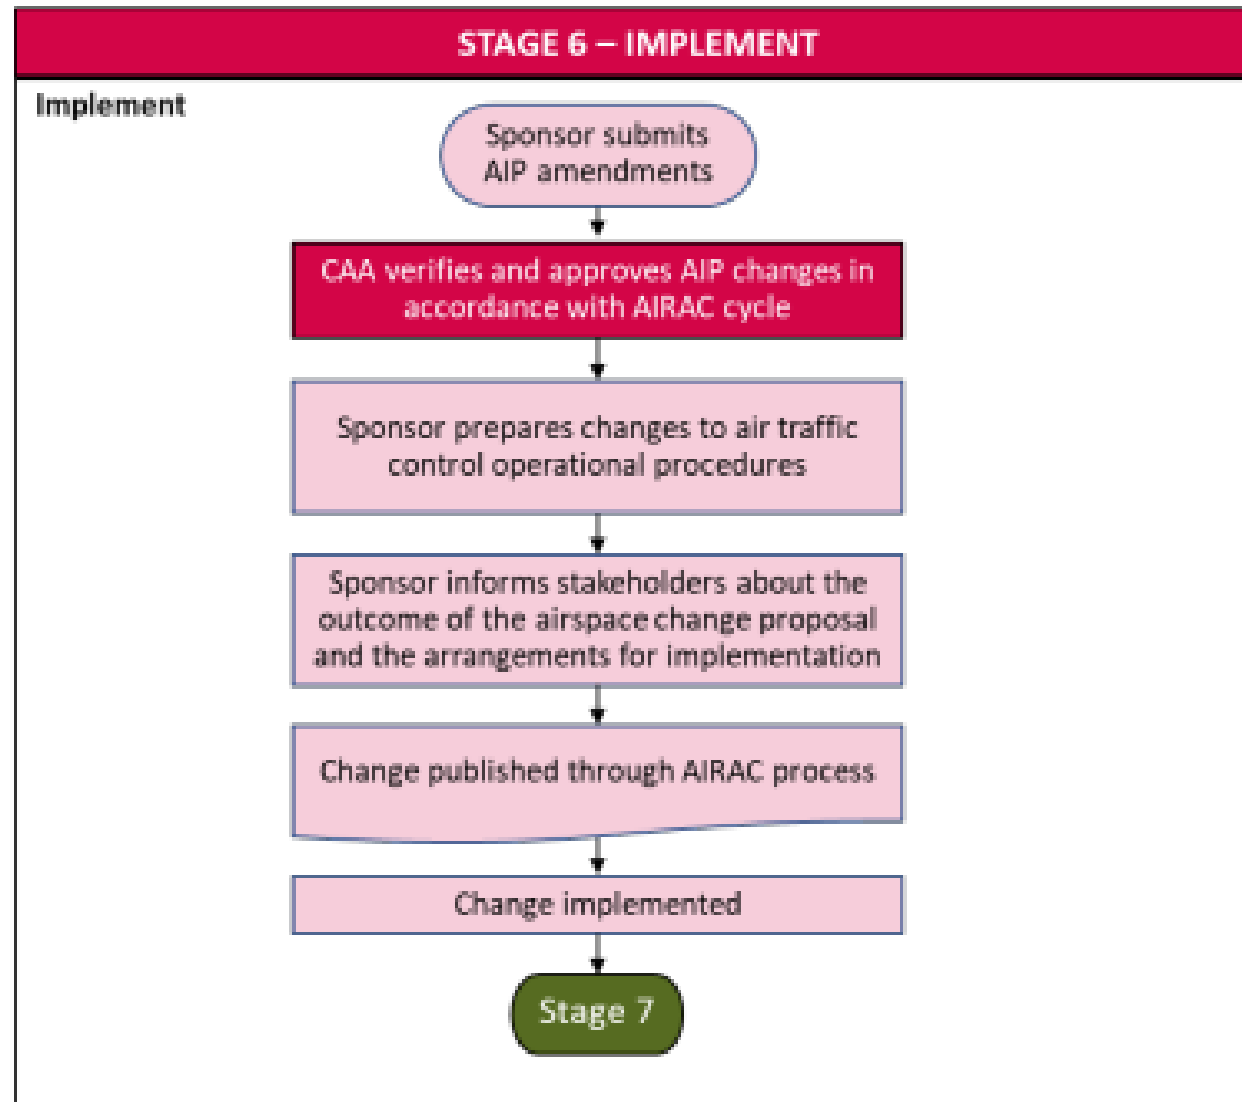 STAGE 6 – IMPLEMENT
Implement
Sponsor submits
AIP amendments
CAA verifies and approves AIP changes in
accordance with AIRAC cycle
Sponsor prepares changes to air traffic
control operational procedures
Sponsor informs stakeholders about the
outcome of the airspace change proposal
and the arrangements for implementation
Change published through AIRAC process
Change implemented
Stage 7